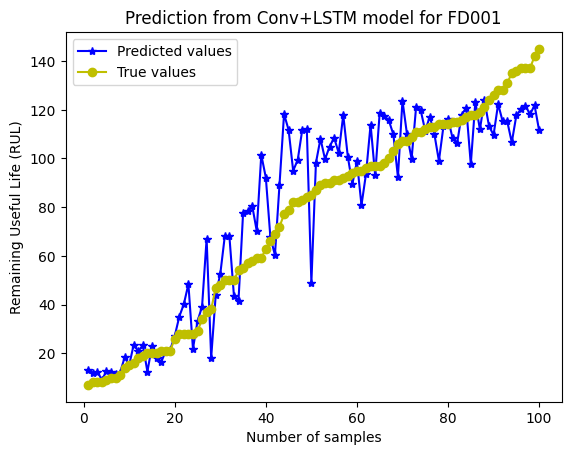 Prediction from Conv+LSTM model for FD001
Predicted values
True values
Remaining Useful Life (RUL)
140
120
100
80
60
40
20
0
20
40
60
80
100
Number of samples